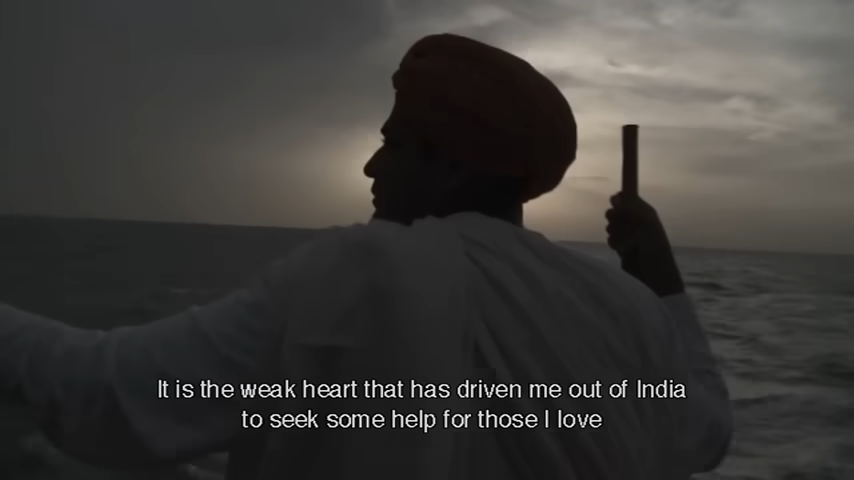 It is the weak heart that has driven me out of India
to seek some help for those I love